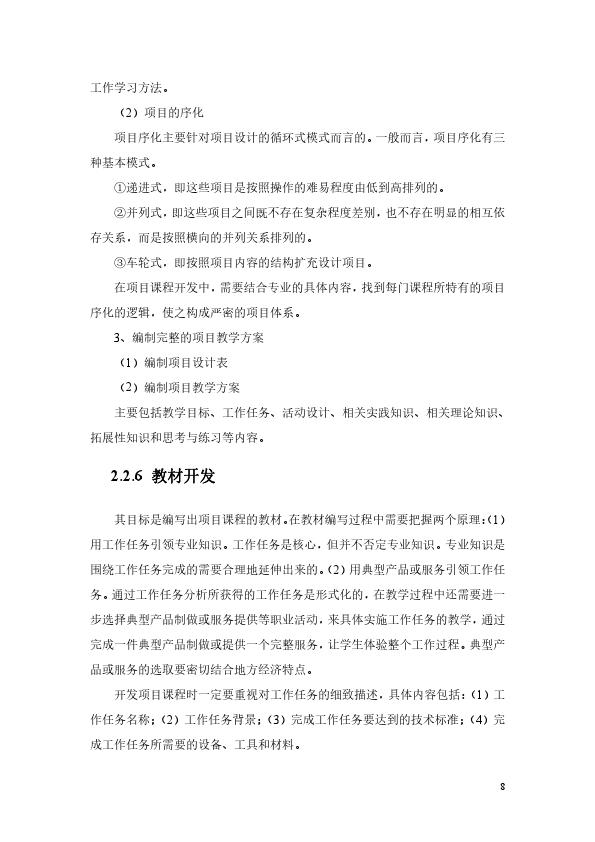 工作学习方法。
（2）项目的序化
项目序化主要针对项目设计的循环式模式而言的。一般而言，项目序化有三
种基本模式。
①递进式，即这些项目是按照操作的难易程度由低到高排列的。
②并列式，即这些项目之间既不存在复杂程度差别，也不存在明显的相互依
存关系，而是按照横向的并列关系排列的。
③车轮式，即按照项目内容的结构扩充设计项目。
在项目课程开发中，需要结合专业的具体内容，找到每门课程所特有的项目
序化的逻辑，使之构成严密的项目体系。
3、编制完整的项目教学方案
（1）编制项目设计表
（2）编制项目教学方案
主要包括教学目标、工作任务、活动设计、相关实践知识、相关理论知识、
拓展性知识和思考与练习等内容。
2.2.6 教材开发
其目标是编写出项目课程的教材。在教材编写过程中需要把握两个原理：（1）
用工作任务引领专业知识。工作任务是核心，但并不否定专业知识。专业知识是
围绕工作任务完成的需要合理地延伸出来的。（2）用典型产品或服务引领工作任
务。通过工作任务分析所获得的工作任务是形式化的，在教学过程中还需要进一
步选择典型产品制做或服务提供等职业活动，来具体实施工作任务的教学，通过
完成一件典型产品制做或提供一个完整服务，让学生体验整个工作过程。典型产
品或服务的选取要密切结合地方经济特点。
开发项目课程时一定要重视对工作任务的细致描述，具体内容包括：（1）工
作任务名称；（2）工作任务背景；（3）完成工作任务要达到的技术标准；（4）完
成工作任务所需要的设备、工具和材料。
8